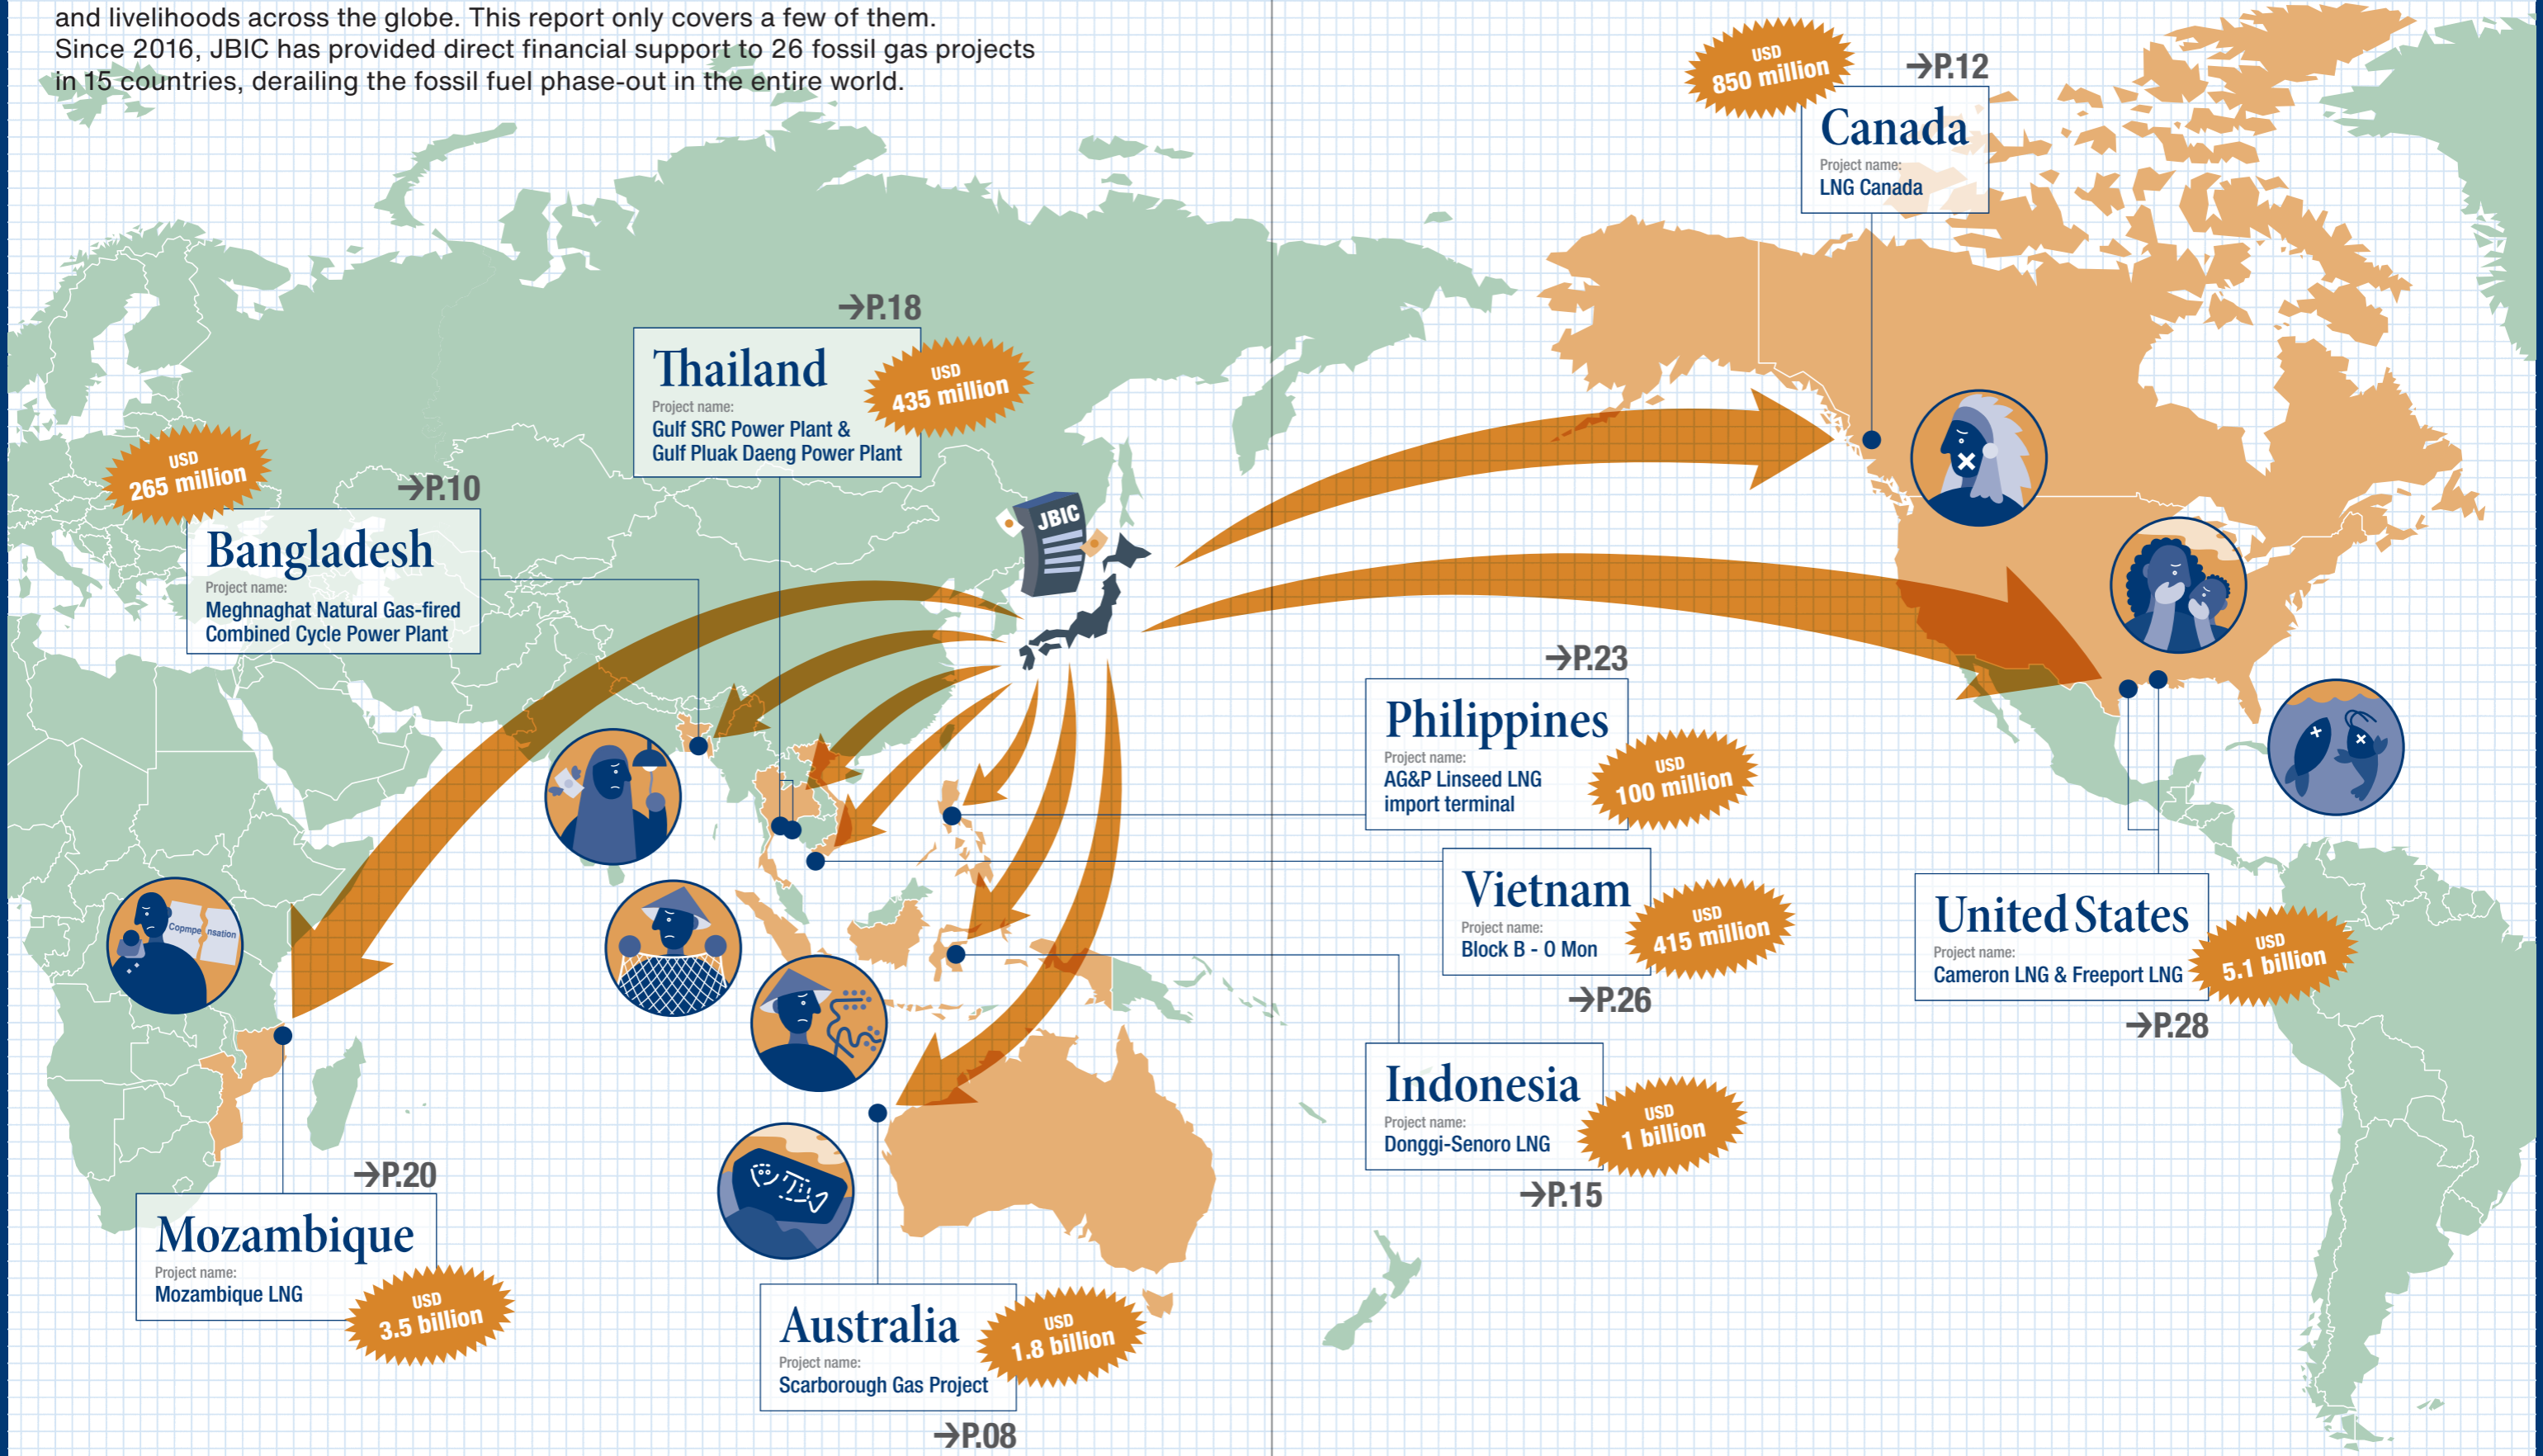 and livelihoods across the globe. This report only covers a few of them.
Since 2016, JBIC has provided direct financial support to 26 fossil gas projects
in 15 countries, derailing the fossil fuel phase-out in the entire world.
USD
850 million
→P.12
Canada
Project name:
LNG Canada
→P.18
Thailand
Project name:
Gulf SRC Power Plant &
Gulf Pluak Daeng Power Plant
USD
435 million
USD
265 million
→P.10
Bangladesh
Project name:
Meghnaghat Natural Gas-fired
Combined Cycle Power Plant
JBIC
→P.23
Philippines
Project name:
AG&P Linseed LNG
import terminal
USD
100 million
Vietnam
Project name:
Block B - O Mon
USD
415 million
→P.26
United States
Project name:
Cameron LNG & Freeport LNG
USD
5.1 billion
→P.28
Copmpe nsation
Indonesia
Project name:
Donggi-Senoro LNG
USD
1 billion
→P.15
→P.20
Mozambique
Project name:
Mozambique LNG
USD
3.5 billion
Australia
Project name:
Scarborough Gas Project
USD
1.8 billion
→P.08